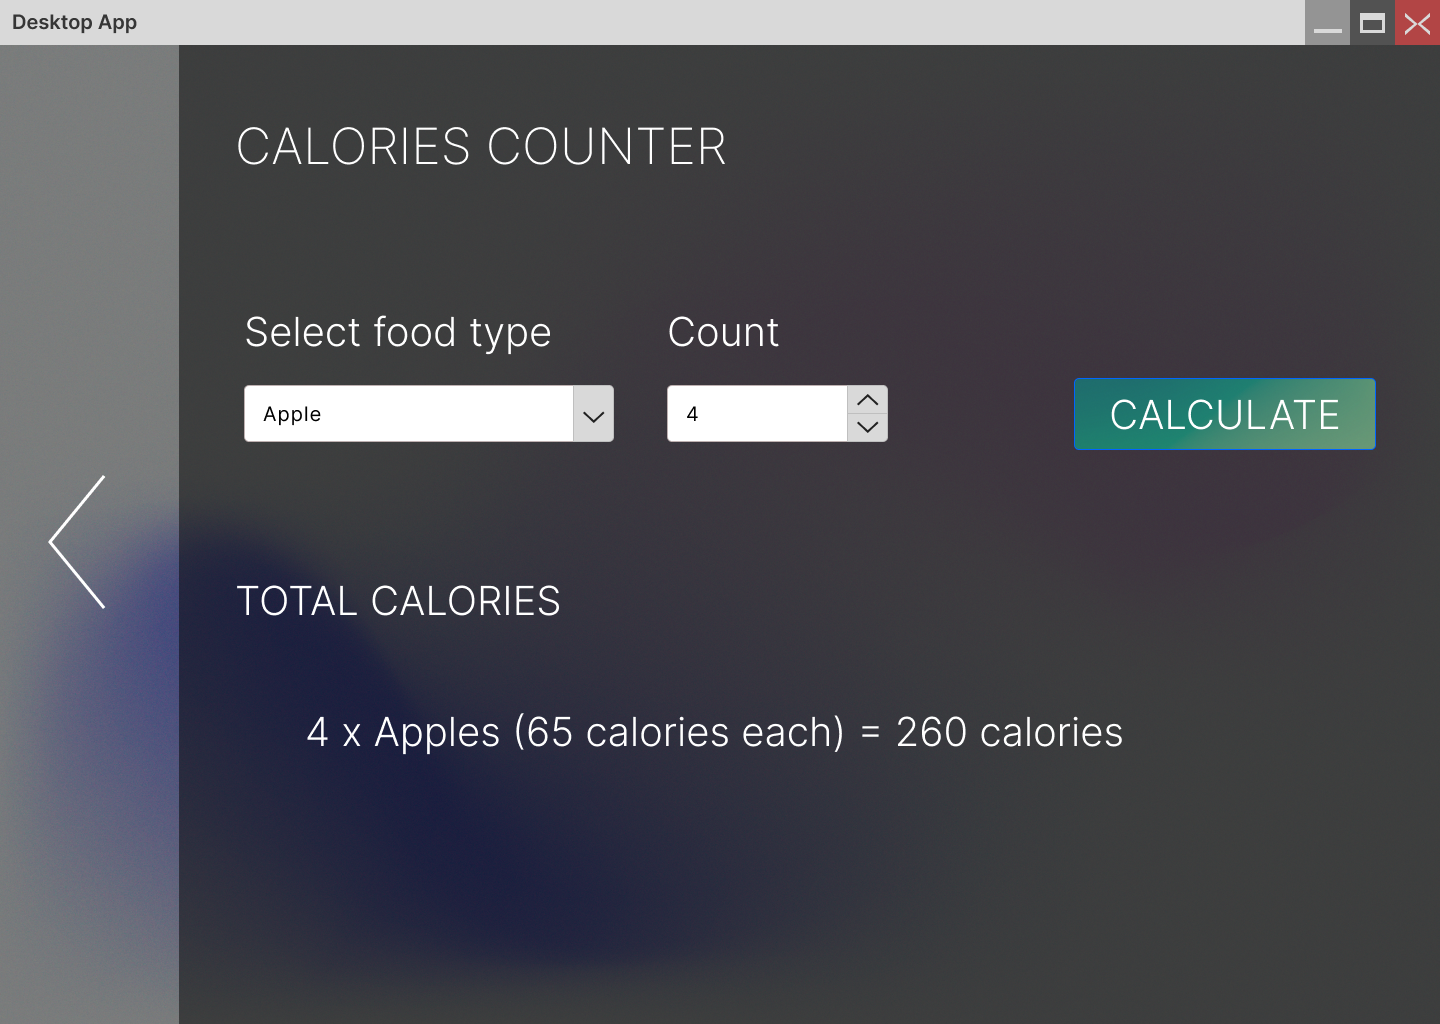 Desktop App
CALORIES COUNTER
Select food type
Count
Apple
4
CALCULATE
TOTAL CALORIES
4 x Apples (65 calories each) = 260 calories